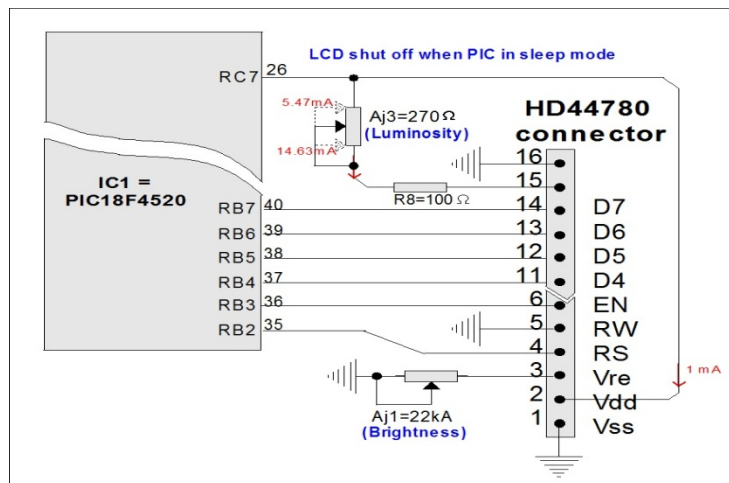 LCD shut off when PIC in sleep mode
RC7 26
5.47mA
Aj3=270Ω
(Luminosity)
14.63mA
HD44780
connector
16
15
R8=100 Ω
IC1 =
PIC18F4520
RB7 40
14 D7
RB6 39
13 D6
RB5 38
12 D5
RB4 37
11 D4
RB3 36
6 EN
RB2 35
5 RW
4 RS
3 Vre
1 mA
2 Vdd
Aj1=22kA
(Brightness)
1 Vss